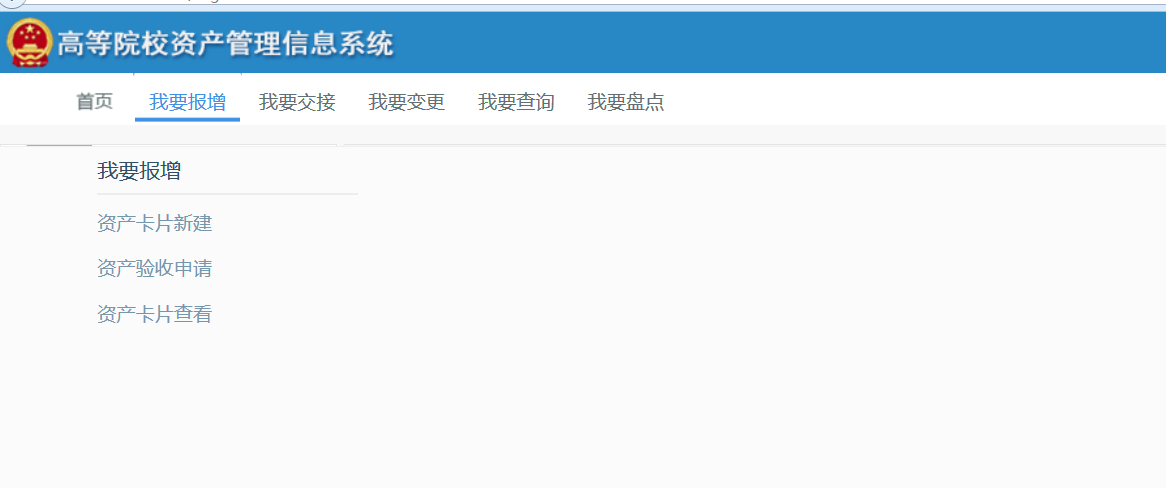 高等院校资产管理信息系统
首页 我要报增 我要交接 我要变更 我要查询 我要盘点
我要报增
资产卡片新建
资产验收申请
资产卡片查看